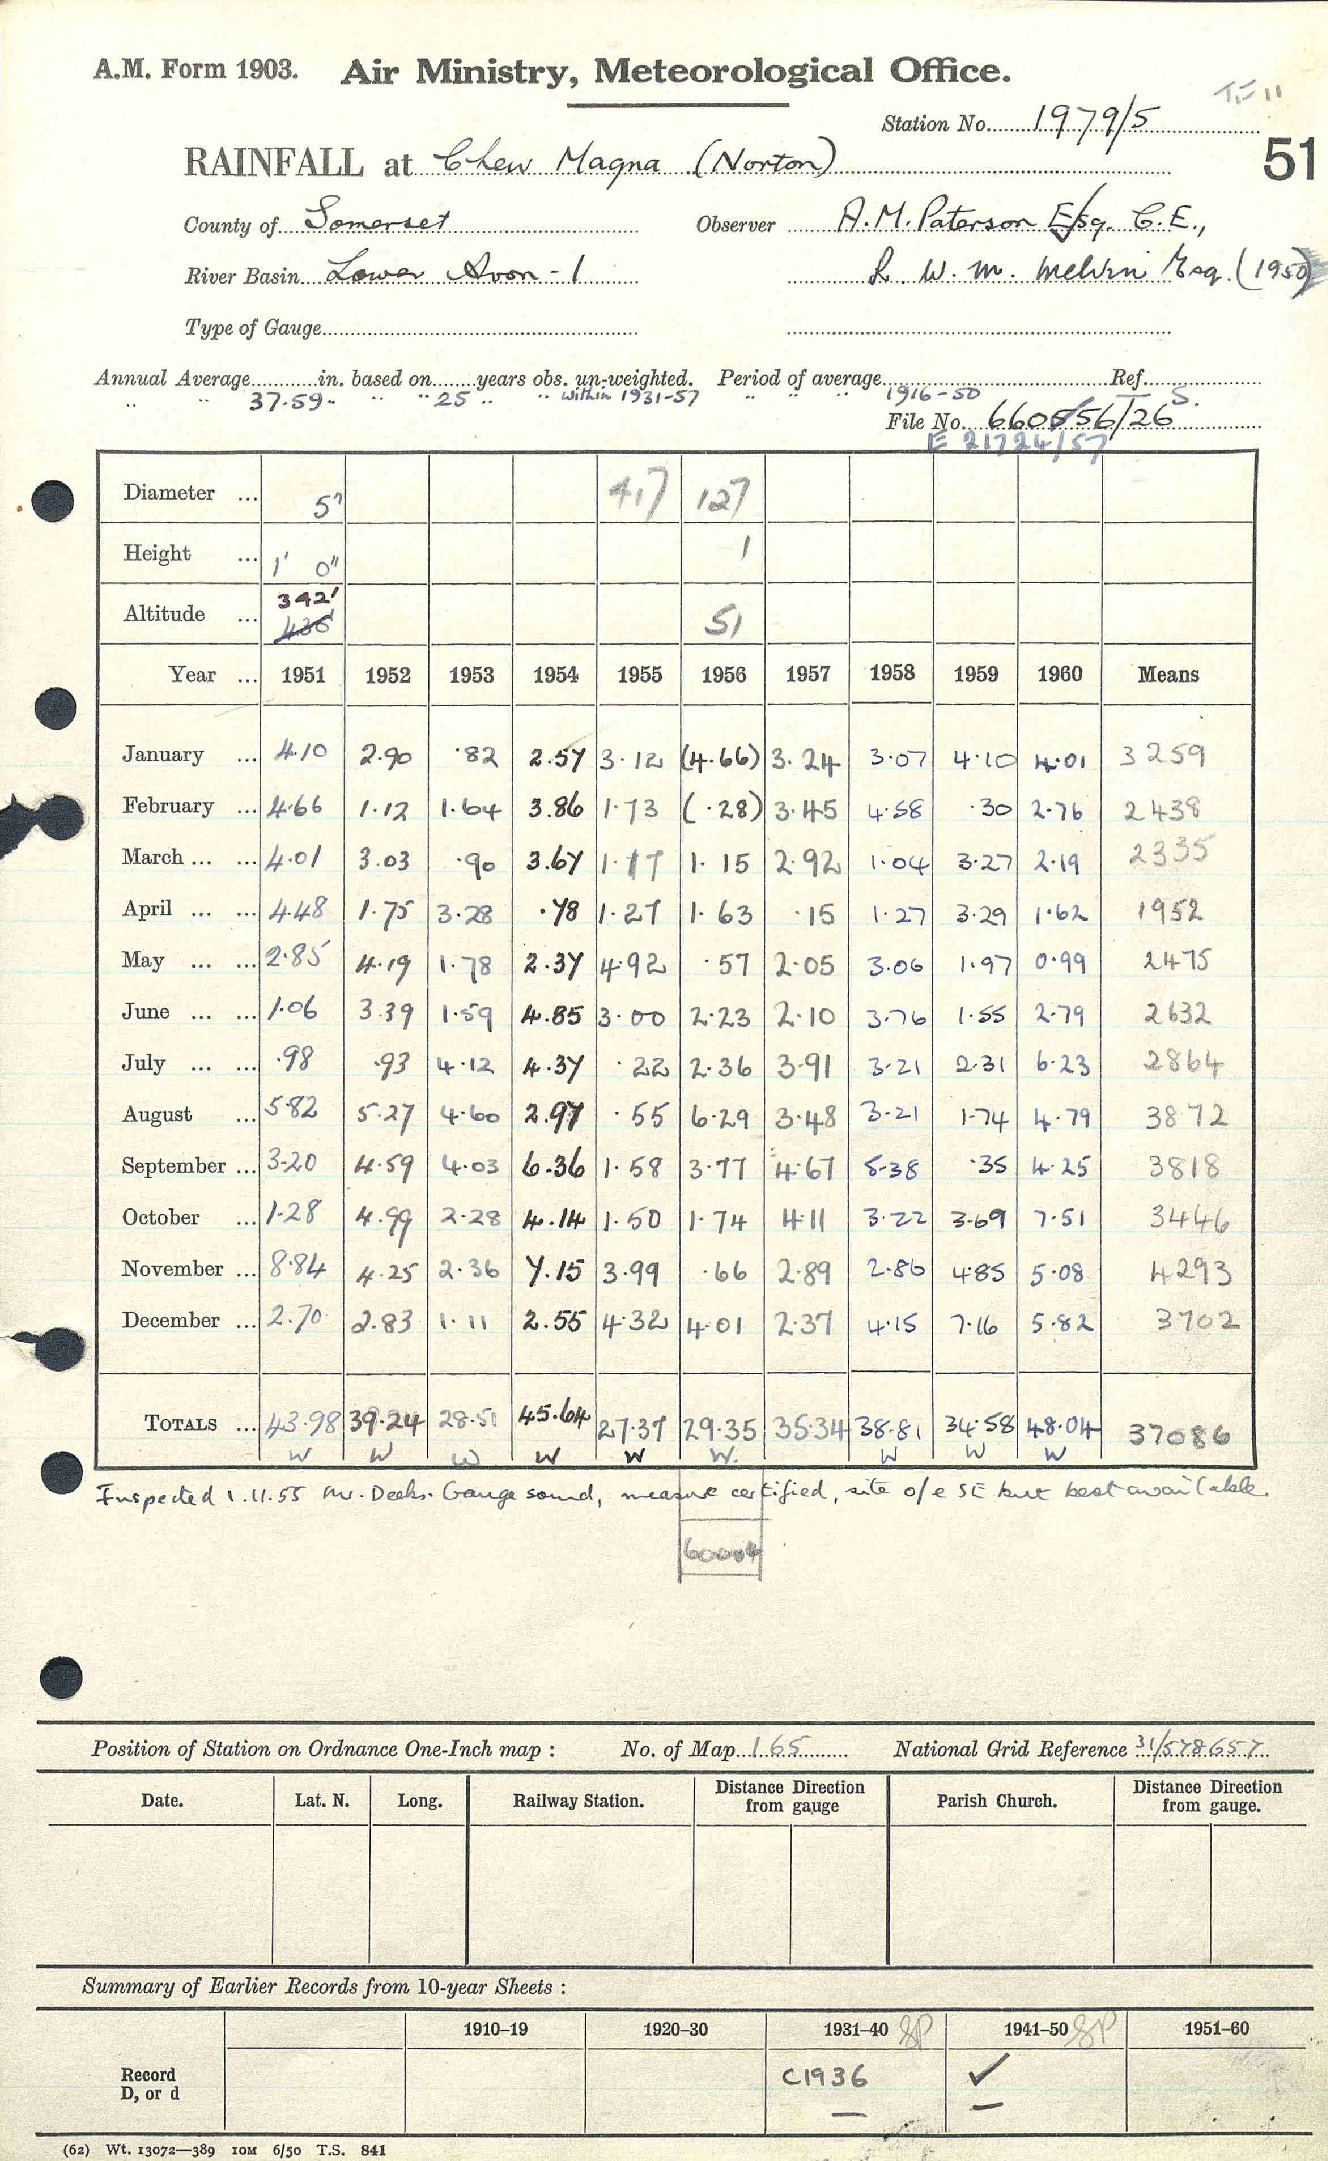 T.F 11
A.M. Form 1903. Air Ministry, Meteorological Office.
Station No. 1979/5
51
RAINFALL at Chew Magna (Norton)
County of Somerset Observer A.M. Paterson Esq. C.E.,
River Basin Lower Avon - 1 L. W. M. Melvin Esq. (1950)
Type of Gauge
Annual Average in. based on years obs. un-weighted. Period of average Ref.
" " 37.59 " " " 25 " " " within 1931-57 " " " 1916-50 S.
File No. 660556/T26
E 21724/57
Diameter ... 5" 417 127
Height ... 1' 0" 1
Altitude ... 342' 436' 51
Year ... 1951 1952 1953 1954 1955 1956 1957 1958 1959 1960 Means
January ... 4.10 2.90 .82 2.57 3.12 (4.66) 3.24 3.07 4.10 4.01 3259
February ... 4.66 1.12 1.64 3.86 1.73 (.28) 3.45 4.58 .30 2.76 2438
March ... ... 4.01 3.03 .90 3.67 1.17 1.15 2.92 1.04 3.27 2.19 2335
April ... ... 4.48 1.75 3.28 .78 1.27 1.63 .15 1.27 3.29 1.62 1952
May ... ... 2.85 4.19 1.78 2.37 4.92 .57 2.05 3.06 1.97 0.99 2475
June ... ... 1.06 3.39 1.59 4.85 3.00 2.23 2.10 3.76 1.55 2.79 2632
July ... ... .98 .93 4.12 4.37 .22 2.36 3.91 3.21 2.31 6.23 2864
August ... 5.82 5.27 4.60 2.97 .55 6.29 3.48 3.21 1.74 4.79 3872
September ... 3.20 4.59 4.03 6.36 1.58 3.77 4.67 5.38 .35 4.25 3818
October ... 1.28 4.99 2.28 4.14 1.50 1.74 4.11 3.22 3.69 7.51 3446
November ... 8.84 4.25 2.36 7.15 3.99 .66 2.89 2.86 4.85 5.08 4293
December ... 2.70 2.83 1.11 2.55 4.32 4.01 2.37 4.15 7.16 5.82 3702
TOTALS ... 43.98 39.24 28.51 45.64 27.37 29.35 35.34 38.81 34.58 48.04 37086
W W W W W W. W W W
Inspected 1.11.55 Mr. Deeks. Gauge sound, measure certified, site o/e SE but best available.
60004
Position of Station on Ordnance One-Inch map : No. of Map 165 National Grid Reference 31/578657
Date. Lat. N. Long. Railway Station. Distance Direction from gauge Parish Church. Distance Direction from gauge.
Summary of Earlier Records from 10-year Sheets :
1910–19 1920–30 1931–40 SP 1941–50 SP 1951–60
Record D, or d C1936 ✓
— —
(62) Wt. 13072—389 10M 6/50 T.S. 841